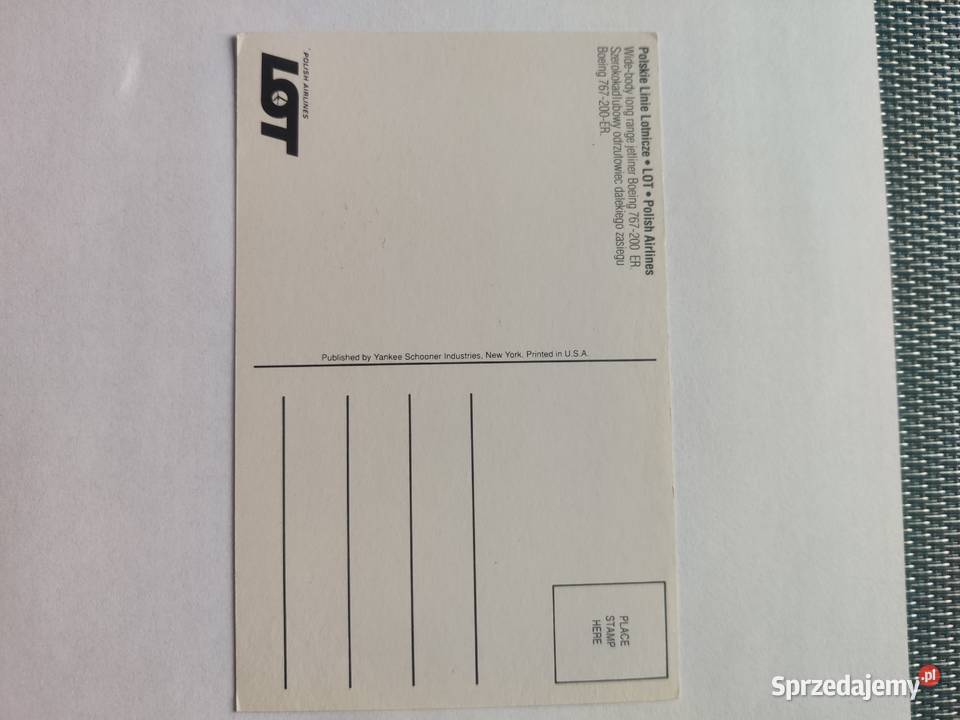 Polskie Linie Lotnicze • LOT • Polish Airlines
Wide-body long range jetliner Boeing 767-200 ER.
Szerokokadłubowy odrzutowiec dalekiego zasięgu
Boeing 767-200-ER.
POLISH AIRLINES
LOT
Published by Yankee Schooner Industries, New York. Printed in U.S.A.
PLACE
STAMP
HERE
Sprzedajemy.pl